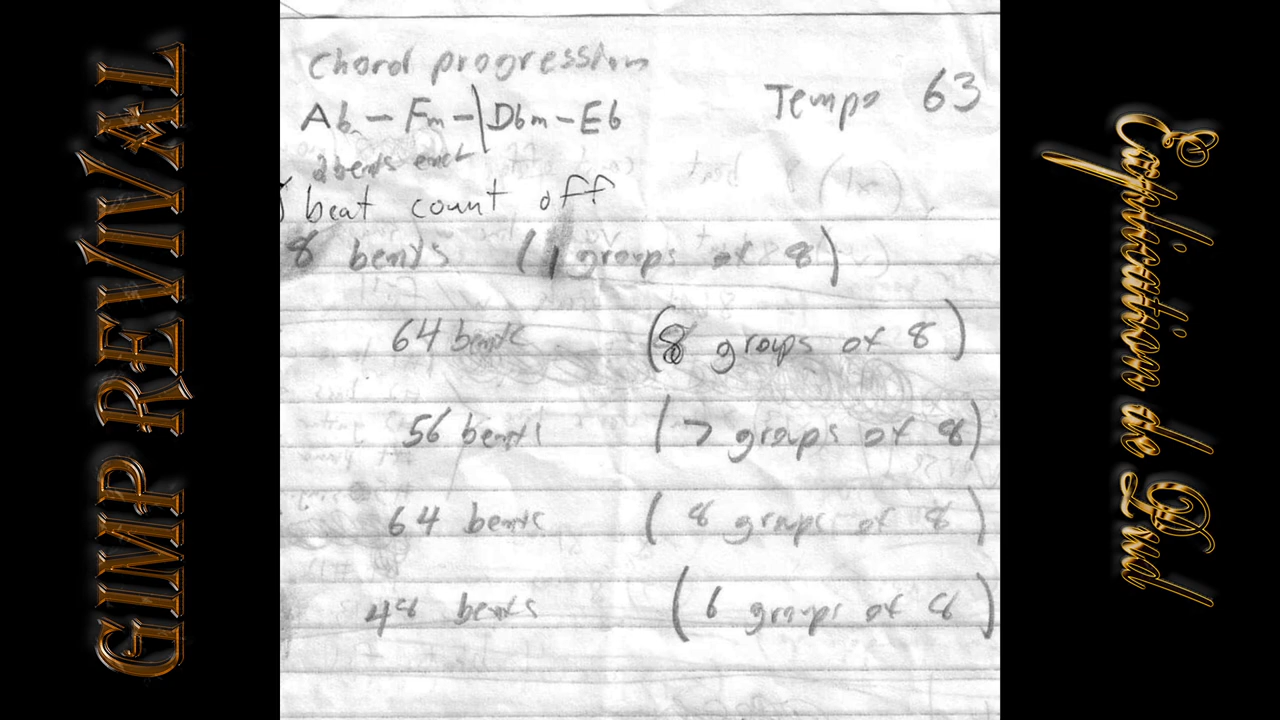 GIMP REVIVAL
Chord progression
Tempo 63
Ab - Fm - | Dbm - Eb
2 beats each
beat count off
8 beats (1 groups of 8)
64 beats (8 groups of 8)
56 beats (7 groups of 8)
64 beats (8 groups of 8)
48 beats (6 groups of 8)
Explication de Dud